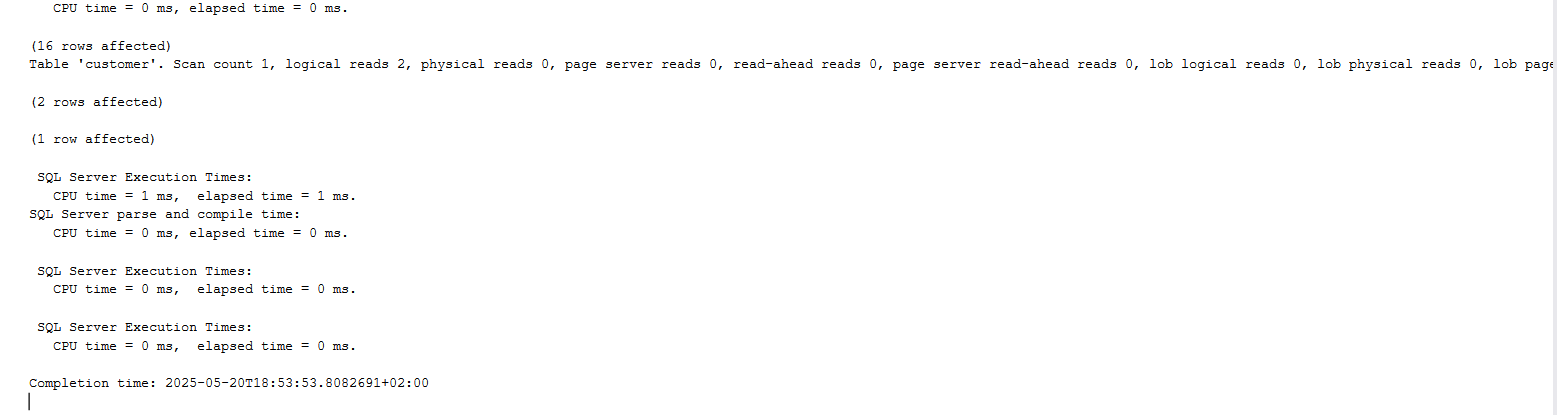 CPU time = 0 ms, elapsed time = 0 ms.
(16 rows affected)
Table 'customer'. Scan count 1, logical reads 2, physical reads 0, page server reads 0, read-ahead reads 0, page server read-ahead reads 0, lob logical reads 0, lob physical reads 0, lob page
(2 rows affected)
(1 row affected)
SQL Server Execution Times:
CPU time = 1 ms,  elapsed time = 1 ms.
SQL Server parse and compile time:
CPU time = 0 ms, elapsed time = 0 ms.
SQL Server Execution Times:
CPU time = 0 ms,  elapsed time = 0 ms.
SQL Server Execution Times:
CPU time = 0 ms,  elapsed time = 0 ms.
Completion time: 2025-05-20T18:53:53.8082691+02:00